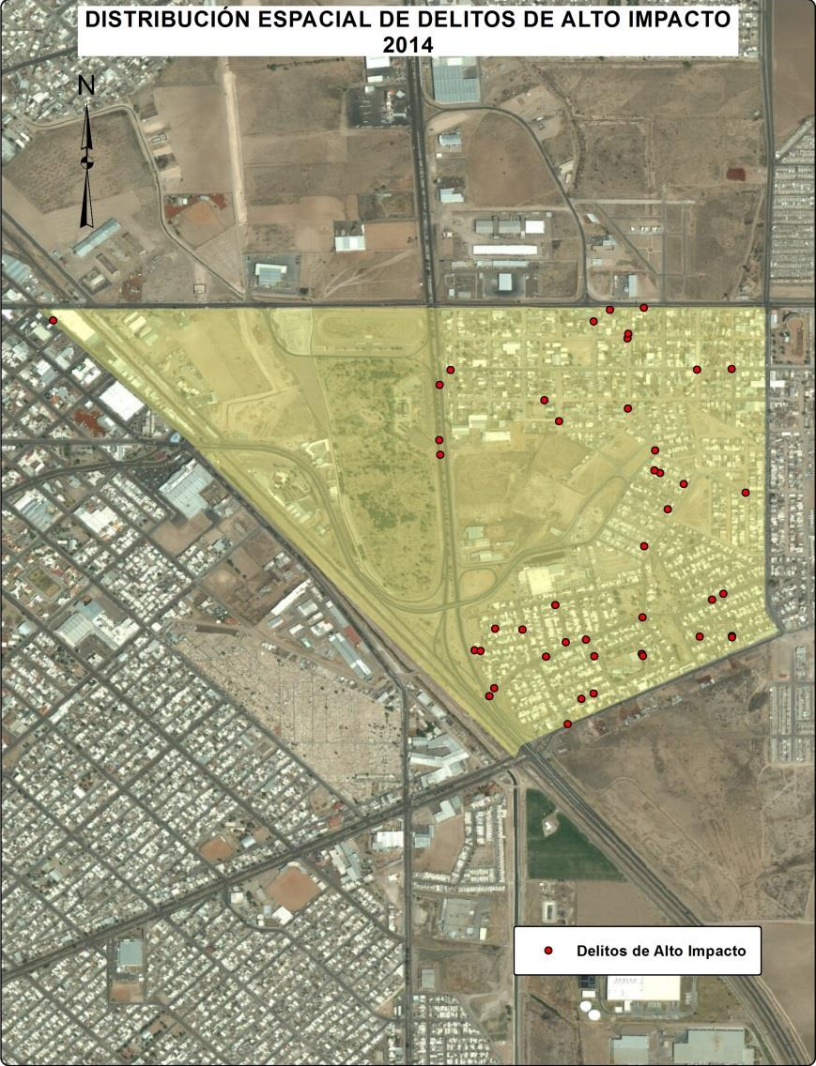 DISTRIBUCIÓN ESPACIAL DE DELITOS DE ALTO IMPACTO
2014
N
Delitos de Alto Impacto